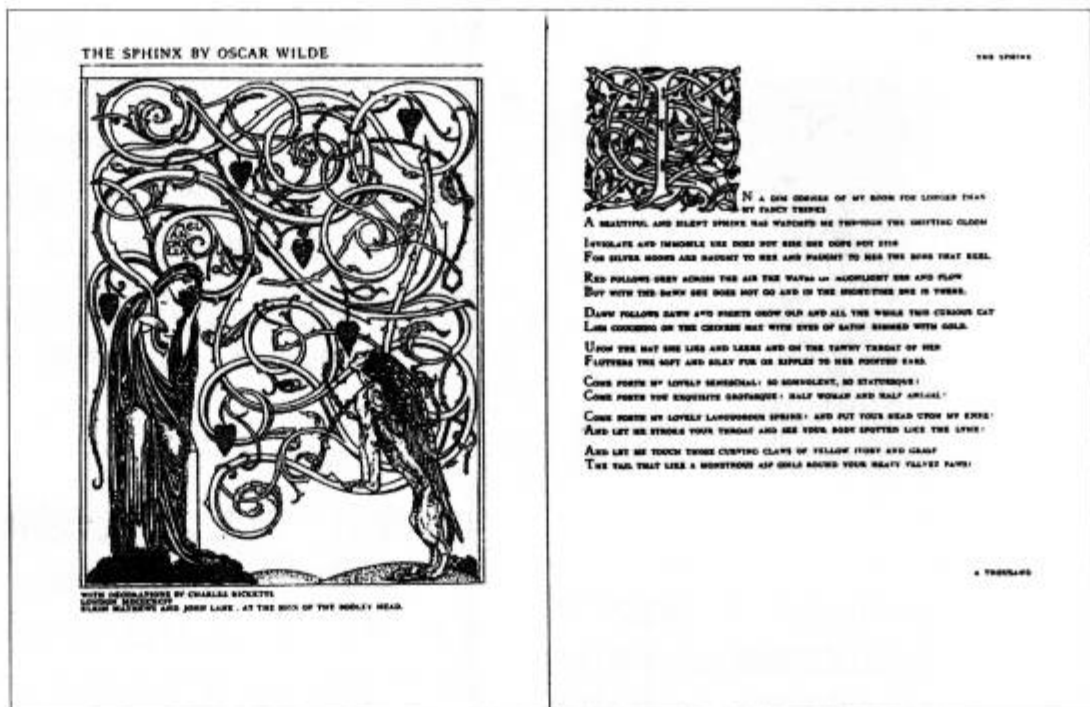 THE SPHINX BY OSCAR WILDE
WITH DECORATIONS BY CHARLES RICKETTS
LONDON MDCCCXCIV
ELKIN MATHEWS AND JOHN LANE. AT THE SIGN OF THE BODLEY HEAD.
THE SPHINX
IN A DIM CORNER OF MY ROOM FOR LONGER THAN
MY FANCY THINKS
A BEAUTIFUL AND SILENT SPHINX HAS WATCHED ME THROUGH THE SHIFTING GLOOM
INVIOLATE AND IMMOBILE SHE DOES NOT RISE SHE DOES NOT STIR
FOR SILVER MOONS ARE NAUGHT TO HER AND NAUGHT TO HER THE SUNS THAT REEL.
RED FOLLOWS GREY ACROSS THE AIR THE WAVES OF MOONLIGHT EBB AND FLOW
BUT WITH THE DAWN SHE DOES NOT GO AND IN THE NIGHT-TIME SHE IS THERE.
DAWN FOLLOWS DAWN AND NIGHTS GROW OLD AND ALL THE WHILE THIS CURIOUS CAT
LIES COUCHING ON THE CHINESE MAT WITH EYES OF SATIN RIMMED WITH GOLD.
UPON THE MAT SHE LIES AND LEERS AND ON THE TAWNY THROAT OF HER
FLUTTERS THE SOFT AND SILKY FUR OR RIPPLES TO HER POINTED EARS.
COME FORTH MY LOVELY SENESCHAL! SO SOMNOLENT, SO STATUESQUE!
COME FORTH YOU EXQUISITE GROTESQUE! HALF WOMAN AND HALF ANIMAL!
COME FORTH MY LOVELY LANGUOROUS SPHINX! AND PUT YOUR HEAD UPON MY KNEE!
AND LET ME STROKE YOUR THROAT AND SEE YOUR BODY SPOTTED LIKE THE LYNX!
AND LET ME TOUCH THOSE CURVING CLAWS OF YELLOW IVORY AND GRASP
THE TAIL THAT LIKE A MONSTROUS ASP COILS ROUND YOUR HEAVY VELVET PAWS!
A THOUSAND